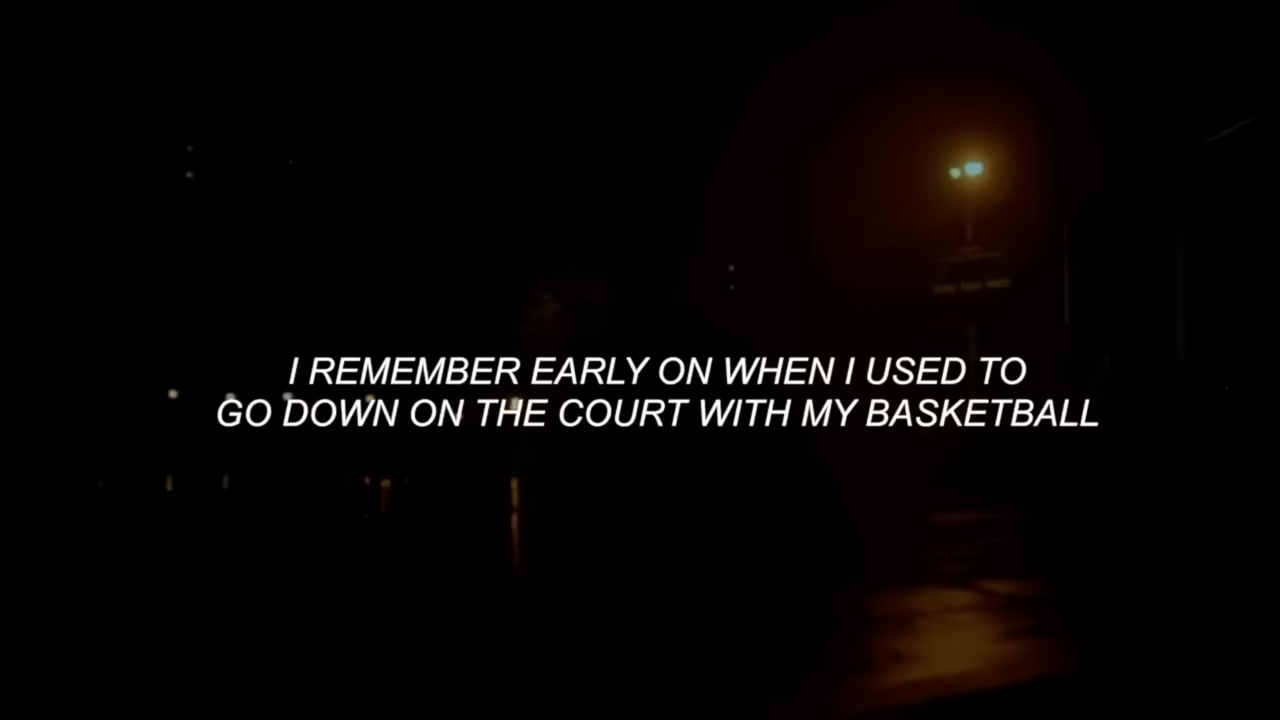 I REMEMBER EARLY ON WHEN I USED TO
GO DOWN ON THE COURT WITH MY BASKETBALL